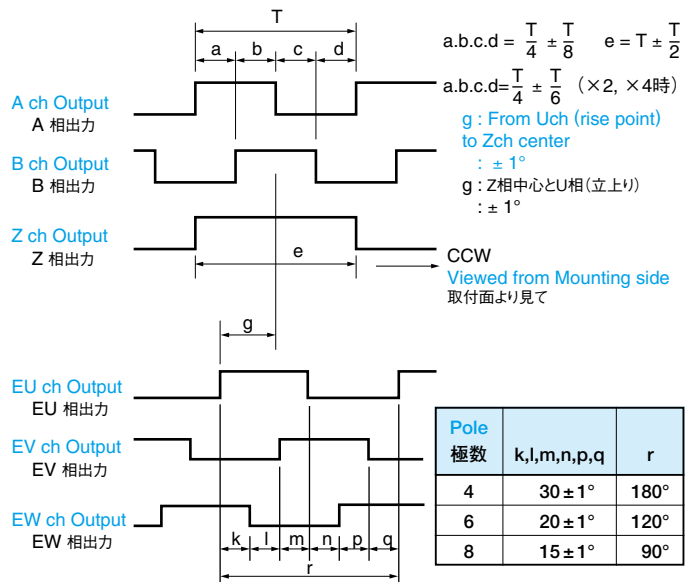 T
a b c d
a.b.c.d = T/4 ± T/8 e = T ± T/2
a.b.c.d=T/4 ± T/6 (×2, ×4時)
g : From Uch (rise point)
to Zch center
: ± 1°
g : Z相中心とU相(立上り)
: ± 1°
A ch Output
A 相出力
B ch Output
B 相出力
Z ch Output
Z 相出力
e
CCW
Viewed from Mounting side
取付面より見て
g
EU ch Output
EU 相出力
EV ch Output
EV 相出力
EW ch Output
EW 相出力
k l m n p q
r
Pole
極数 k,l,m,n,p,q r
4 30±1° 180°
6 20±1° 120°
8 15±1° 90°